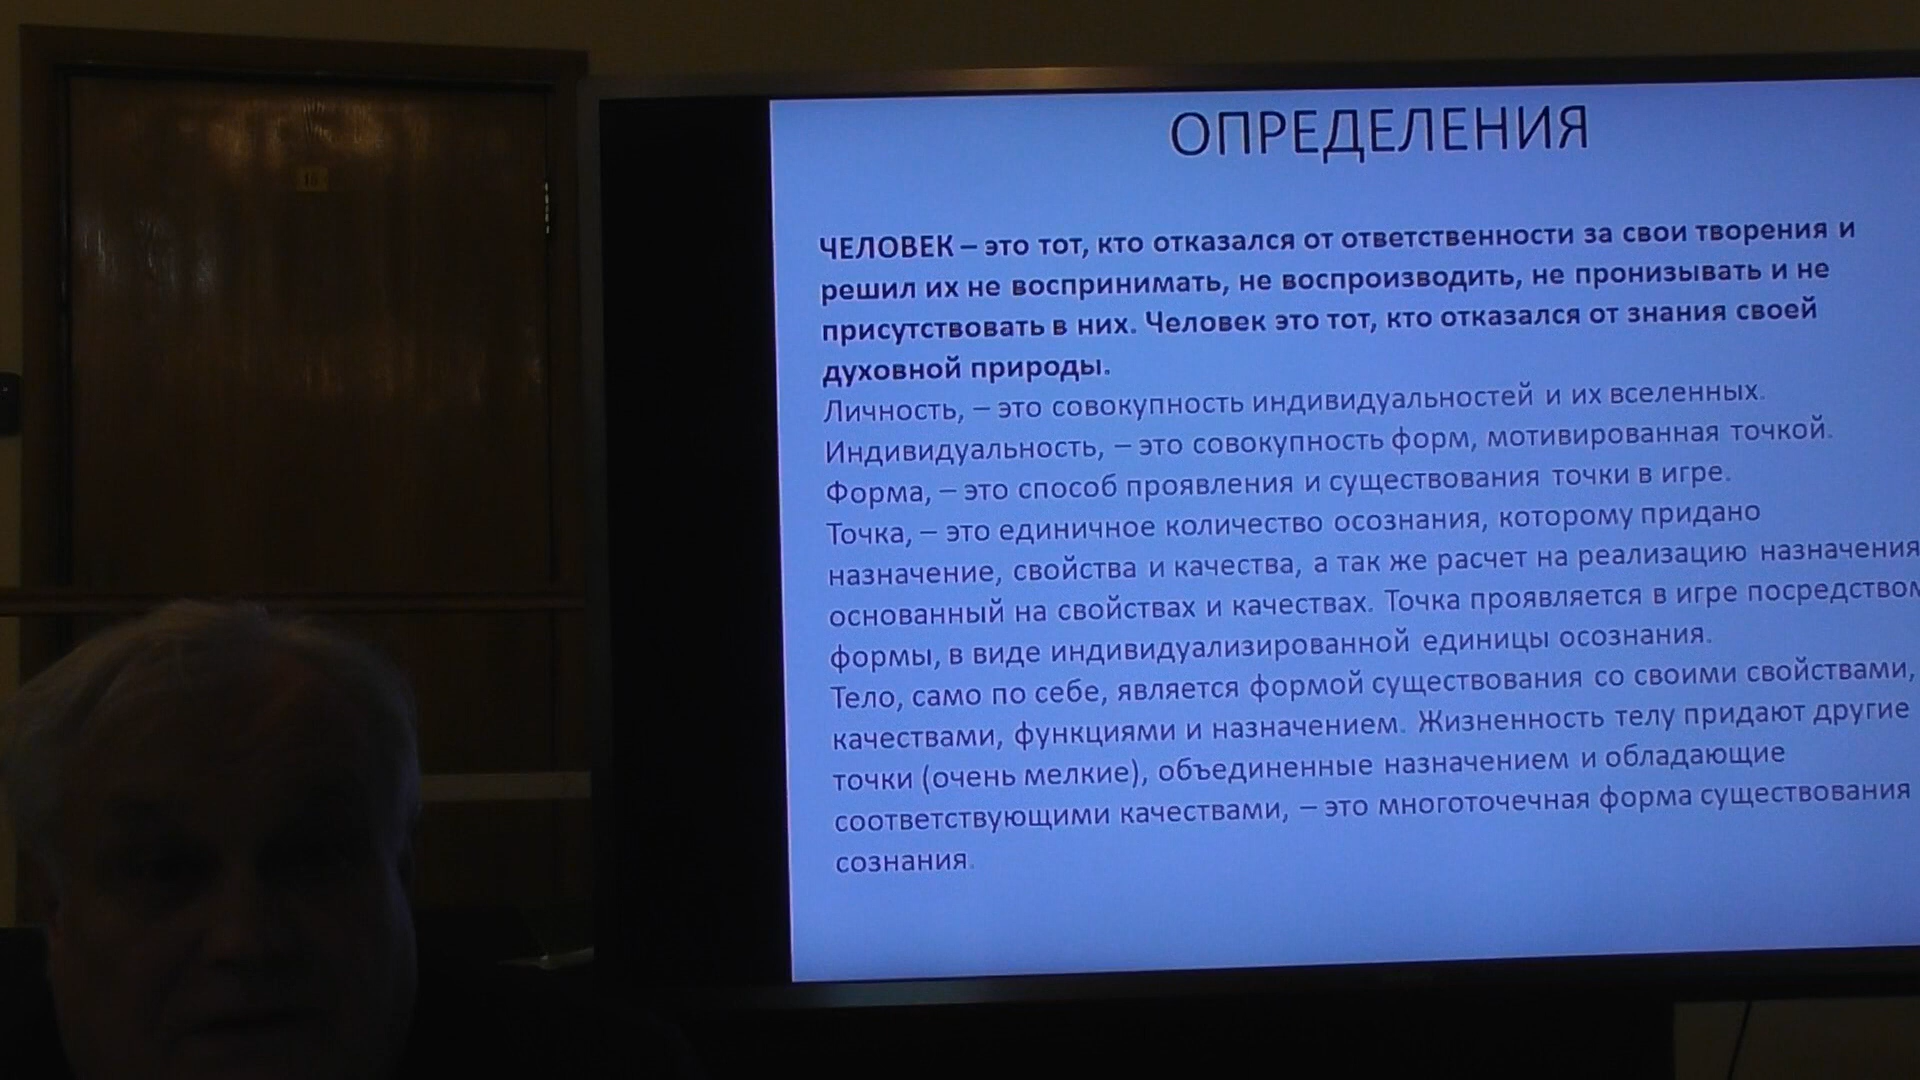 ОПРЕДЕЛЕНИЯ
ЧЕЛОВЕК – это тот, кто отказался от ответственности за свои творения и
решил их не воспринимать, не воспроизводить, не пронизывать и не
присутствовать в них. Человек это тот, кто отказался от знания своей
духовной природы.
Личность, – это совокупность индивидуальностей и их вселенных.
Индивидуальность, – это совокупность форм, мотивированная точкой.
Форма, – это способ проявления и существования точки в игре.
Точка, – это единичное количество осознания, которому придано
назначение, свойства и качества, а так же расчет на реализацию назначения
основанный на свойствах и качествах. Точка проявляется в игре посредством
формы, в виде индивидуализированной единицы осознания.
Тело, само по себе, является формой существования со своими свойствами,
качествами, функциями и назначением. Жизненность телу придают другие
точки (очень мелкие), объединенные назначением и обладающие
соответствующими качествами, – это многоточечная форма существования
сознания.